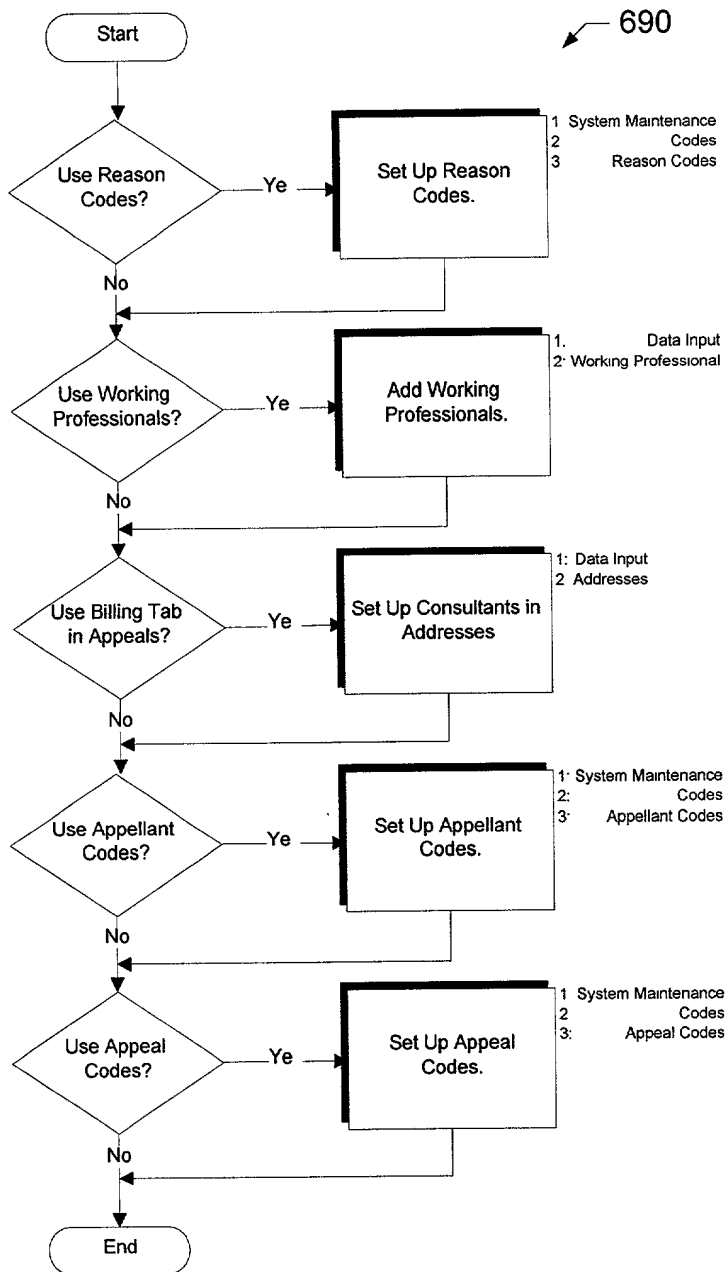 Start
690
Use Reason
Codes?
Ye
Set Up Reason
Codes.
1 System Maintenance
2 Codes
3 Reason Codes
No
Use Working
Professionals?
Ye
Add Working
Professionals.
1. Data Input
2· Working Professional
No
Use Billing Tab
in Appeals?
Ye
Set Up Consultants in
Addresses
1: Data Input
2 Addresses
No
Use Appellant
Codes?
Ye
Set Up Appellant
Codes.
1· System Maintenance
2: Codes
3· Appellant Codes
No
Use Appeal
Codes?
Ye
Set Up Appeal
Codes.
1 System Maintenance
2 Codes
3: Appeal Codes
No
End